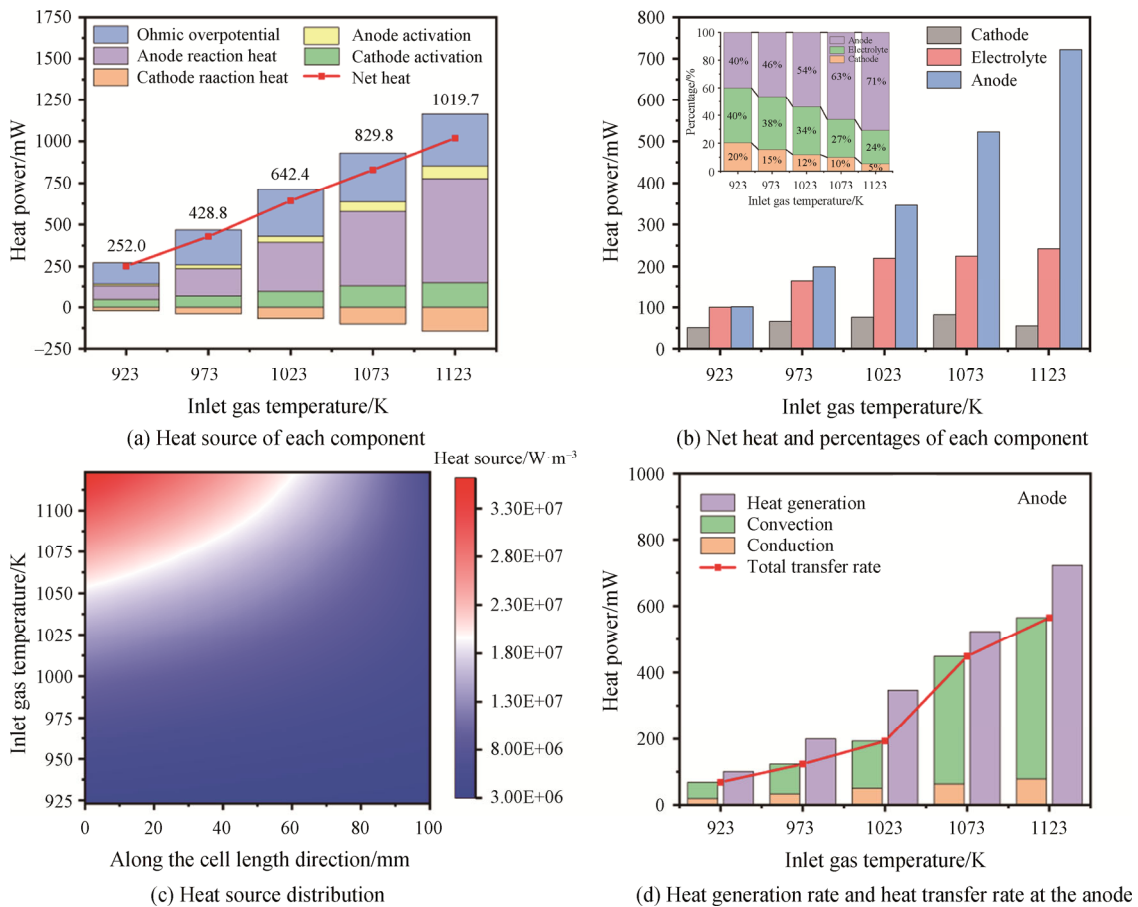 1750
1500
1250
1000
750
500
250
0
−250
Heat power/mW
Ohmic overpotential
Anode reaction heat
Cathode raaction heat
Anode activation
Cathode activation
Net heat
252.0
428.8
642.4
829.8
1019.7
923 973 1023 1073 1123
Inlet gas temperature/K
(a) Heat source of each component
800
700
600
500
400
300
200
100
0
Heat power/mW
Cathode
Electrolyte
Anode
100
80
60
40
20
0
Percentage/%
Anode
Electrolyte
Cathode
40% 46% 54% 63% 71%
40% 38% 34% 27% 24%
20% 15% 12% 10% 5%
923 973 1023 1073 1123
Inlet gas temperature/K
923 973 1023 1073 1123
Inlet gas temperature/K
(b) Net heat and percentages of each component
Heat source/W·m⁻³
1100
1075
1050
1025
1000
975
950
925
Inlet gas temperature/K
3.30E+07
2.80E+07
2.30E+07
1.80E+07
1.30E+07
8.00E+06
3.00E+06
0 20 40 60 80 100
Along the cell length direction/mm
(c) Heat source distribution
1000
800
600
400
200
0
Heat power/mW
Heat generation
Convection
Conduction
Total transfer rate
Anode
923 973 1023 1073 1123
Inlet gas temperature/K
(d) Heat generation rate and heat transfer rate at the anode